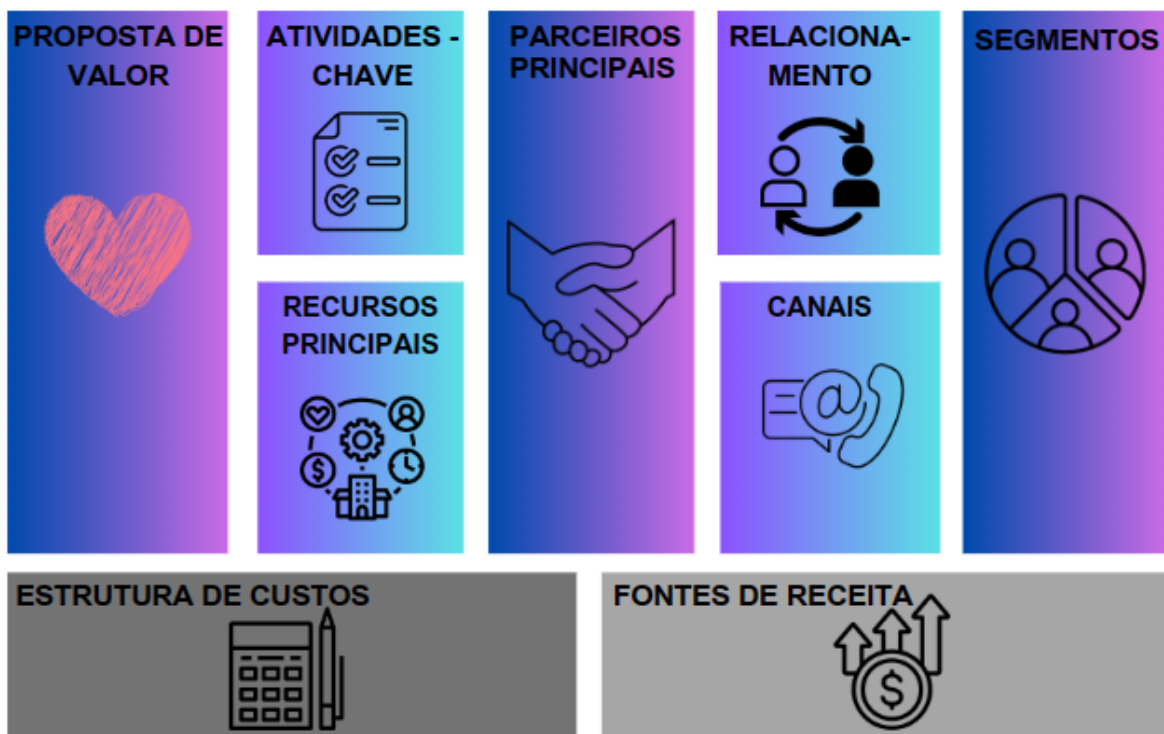 PROPOSTA DE
VALOR
ATIVIDADES -
CHAVE
RECURSOS
PRINCIPAIS
PARCEIROS
PRINCIPAIS
RELACIONA-
MENTO
CANAIS
SEGMENTOS
ESTRUTURA DE CUSTOS
FONTES DE RECEITA